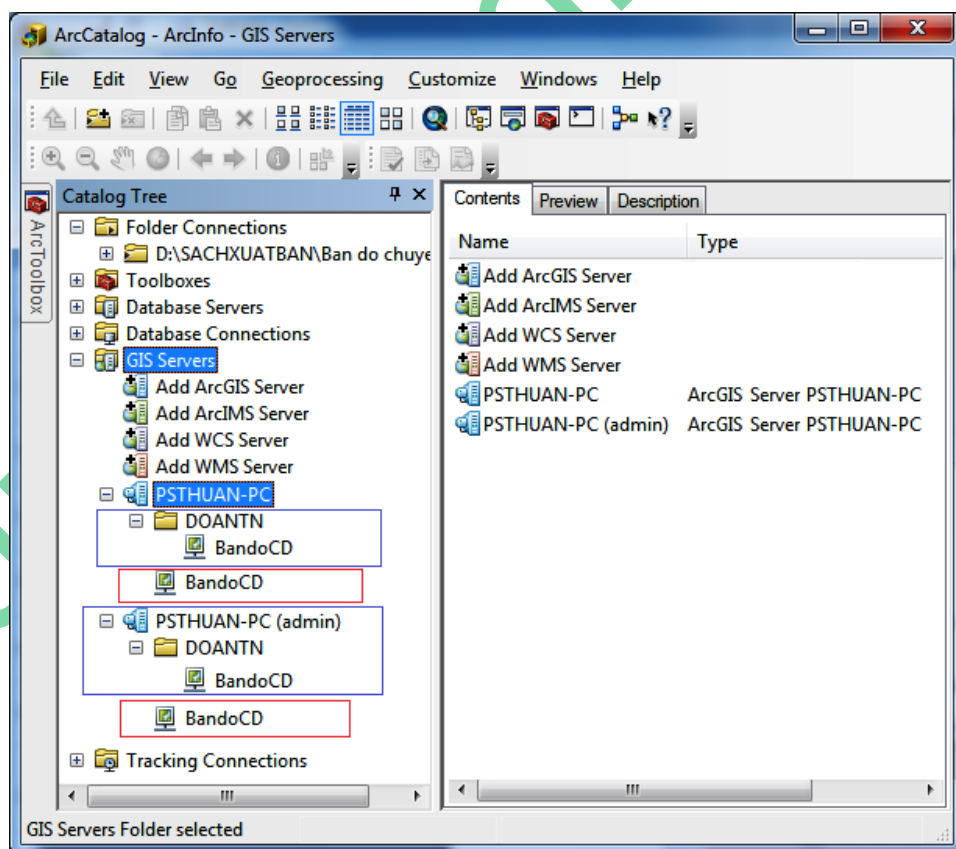 ArcCatalog - ArcInfo - GIS Servers
File Edit View Go Geoprocessing Customize Windows Help
ArcToolbox
Catalog Tree
Folder Connections
D:\SACHXUATBAN\Ban do chuye
Toolboxes
Database Servers
Database Connections
GIS Servers
Add ArcGIS Server
Add ArcIMS Server
Add WCS Server
Add WMS Server
PSTHUAN-PC
DOANTN
BandoCD
BandoCD
PSTHUAN-PC (admin)
DOANTN
BandoCD
BandoCD
Tracking Connections
Contents Preview Description
Name Type
Add ArcGIS Server
Add ArcIMS Server
Add WCS Server
Add WMS Server
PSTHUAN-PC ArcGIS Server PSTHUAN-PC
PSTHUAN-PC (admin) ArcGIS Server PSTHUAN-PC
GIS Servers Folder selected